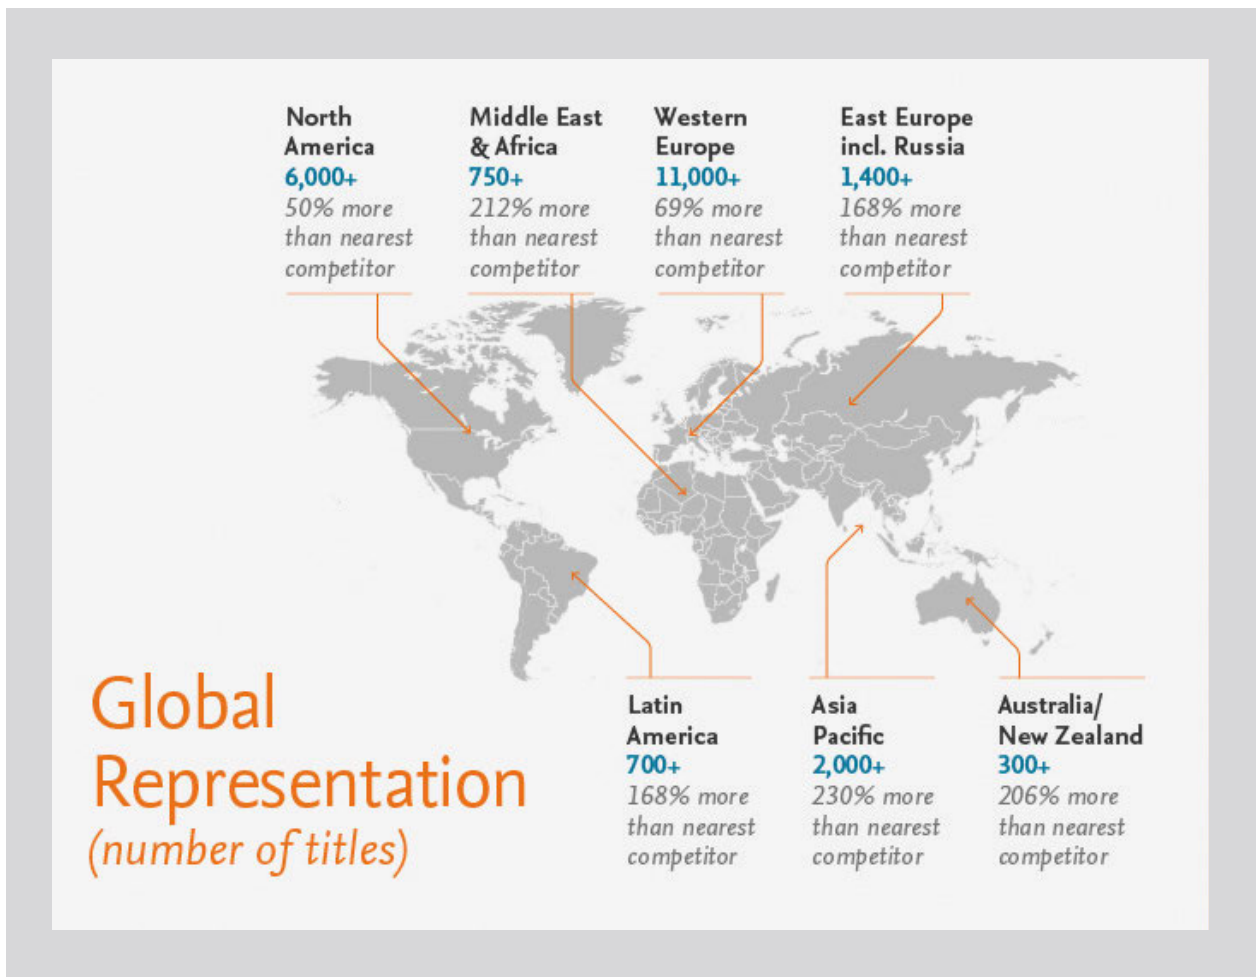 North
America
6,000+
50% more
than nearest
competitor
Middle East
& Africa
750+
212% more
than nearest
competitor
Western
Europe
11,000+
69% more
than nearest
competitor
East Europe
incl. Russia
1,400+
168% more
than nearest
competitor
Global
Representation
(number of titles)
Latin
America
700+
168% more
than nearest
competitor
Asia
Pacific
2,000+
230% more
than nearest
competitor
Australia/
New Zealand
300+
206% more
than nearest
competitor